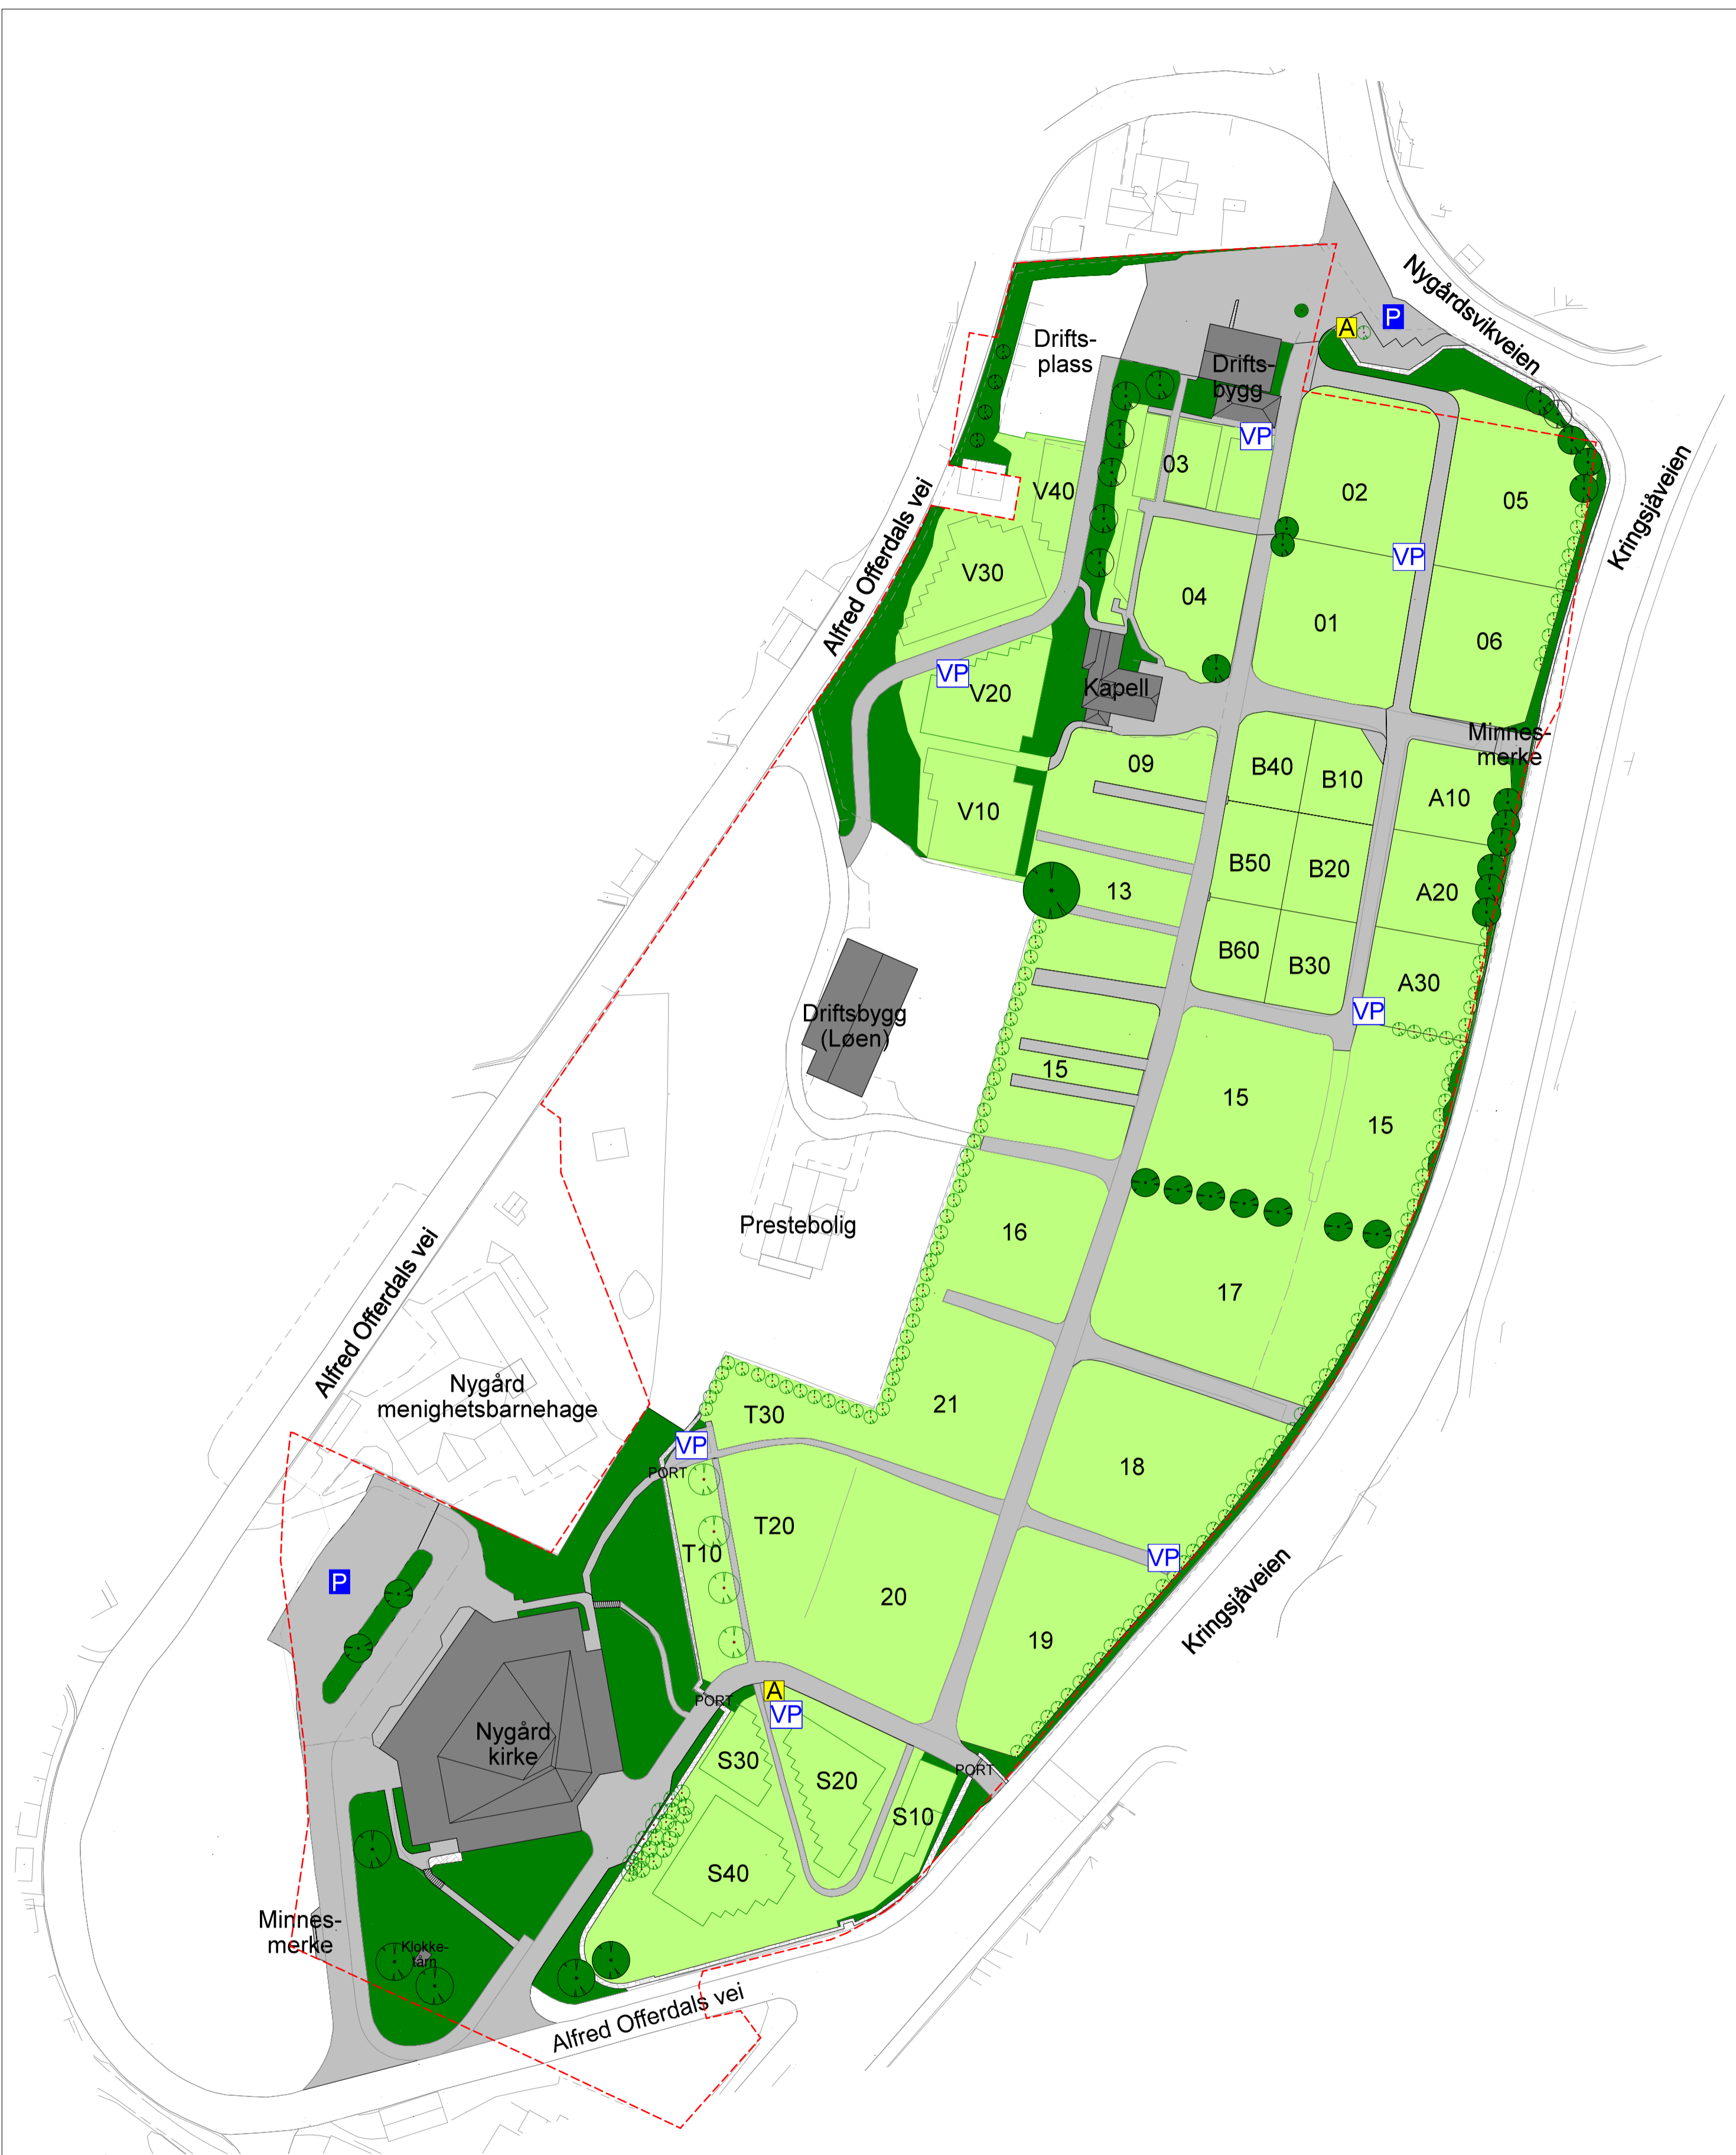 Nygårdsvikveien
P
A
Drifts-
plass
Drifts-
bygg
VP
03
02
05
Kringsjåveien
V40
Alfred Offerdals vei
VP
V30
04
01
06
VP
V20
Kapell
Minnes-
merke
09
B40
B10
A10
V10
B50
B20
13
A20
B60
B30
A30
Driftsbygg
(Løen)
VP
15
15
15
Prestebolig
16
17
Alfred Offerdals vei
Nygård
menighetsbarnehage
T30
21
VP
PORT
18
T20
T10
VP
P
20
Kringsjåveien
19
A
PORT
VP
Nygård
kirke
S30
S20
PORT
S10
S40
Minnes-
merke
Klokke-
tårn
Alfred Offerdals vei